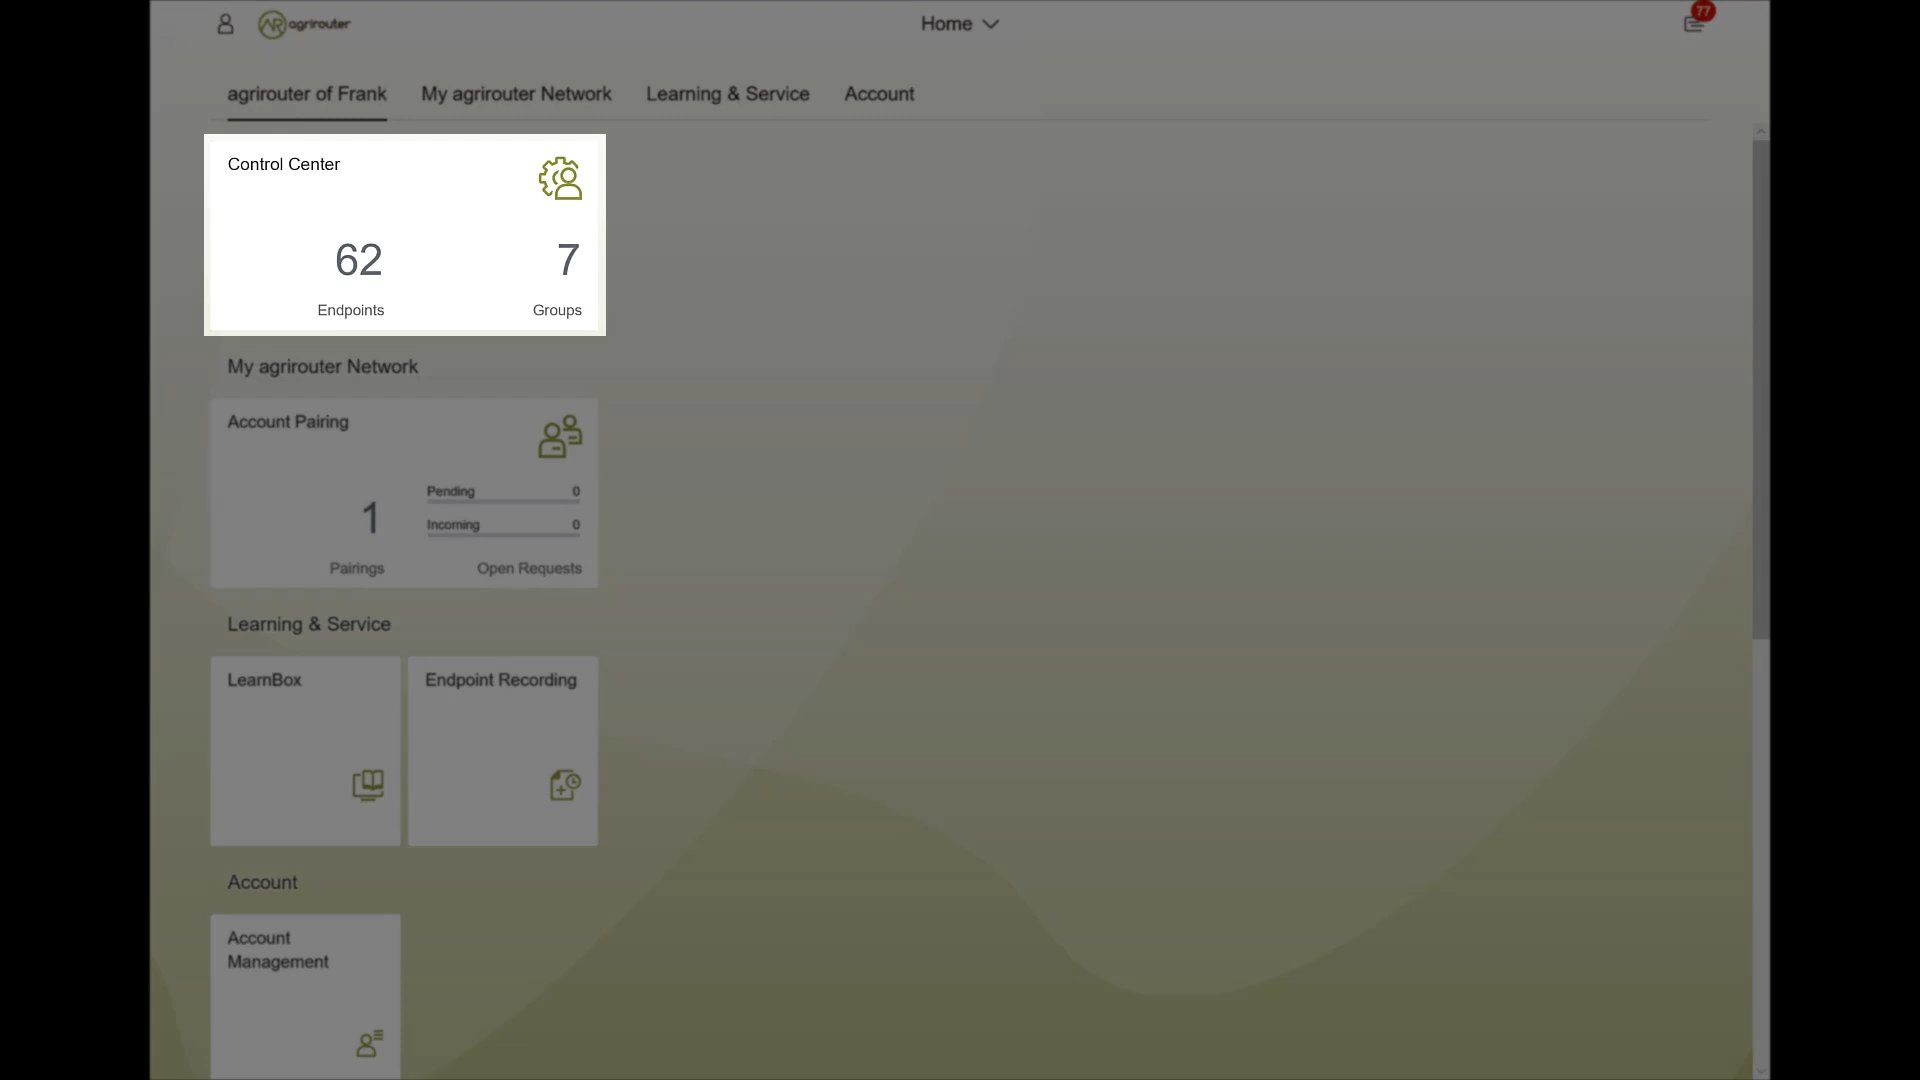 agrirouter
Home
77
agrirouter of Frank
My agrirouter Network
Learning & Service
Account
Control Center
62
7
Endpoints
Groups
My agrirouter Network
Account Pairing
Pending 0
1
Incoming 0
Pairings
Open Requests
Learning & Service
LearnBox
Endpoint Recording
Account
Account
Management